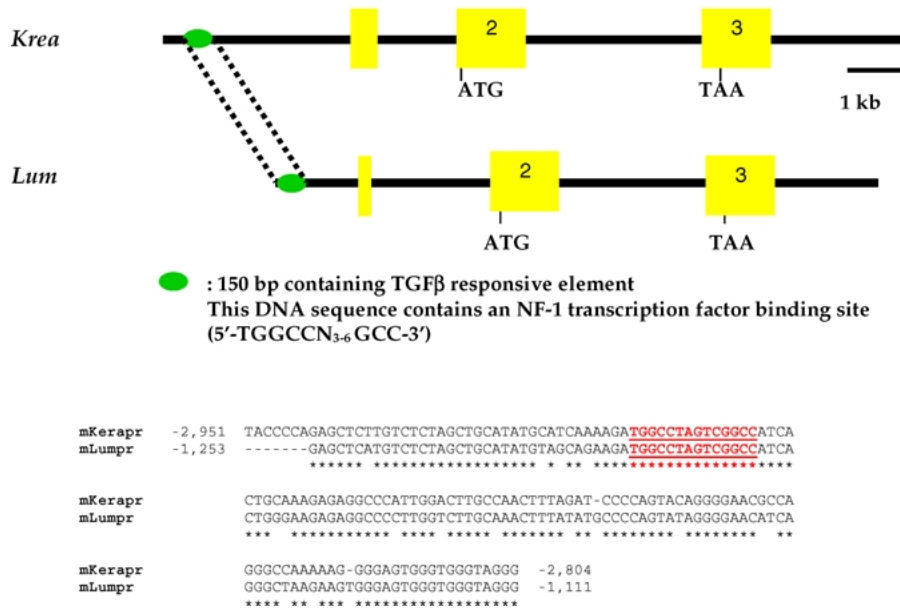 Krea
2
3
ATG
TAA
1 kb
Lum
2
3
ATG
TAA
: 150 bp containing TGFβ responsive element
This DNA sequence contains an NF-1 transcription factor binding site
(5'-TGGCCN3-6 GCC-3')
mKerapr -2,951 TACCCCAGAGCTCTTGTCTCTAGCTGCATATGCATCAAAAGATGGCCTAGTCGGCCATCA
mLumpr -1,253 -------GAGCTCATGTCTCTAGCTGCATATGTAGCAGAAGATGGCCTAGTCGGCCATCA
****** ***************** * ** **********************
mKerapr CTGCAAAGAGAGGCCCATTGGACTTGCCAACTTTAGAT-CCCCAGTACAGGGGAACGCCA
mLumpr CTGGGAAGAGAGGCCCCTTGGTCTTGCAAACTTTATATGCCCCAGTATAGGGGAACATCA
*** *********** **** ***** ******* ** ******** ******** **
mKerapr GGGCCAAAAAG-GGGAGTGGGTGGGTAGGG -2,804
mLumpr GGGCTAAGAAGTGGGAGTGGGTGGGTAGGG -1,111
**** ** *** ******************